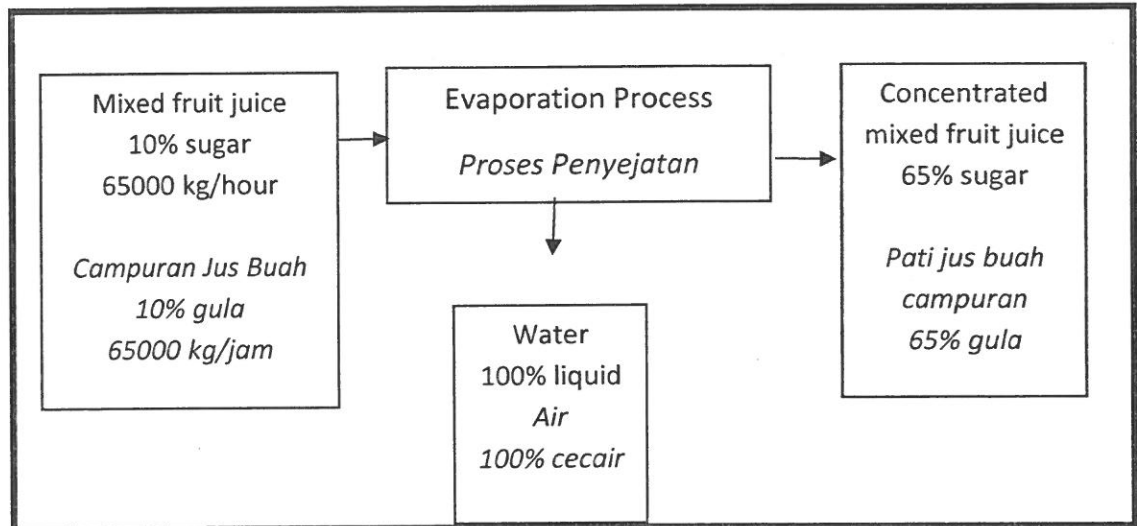 Mixed fruit juice
10% sugar
65000 kg/hour
Campuran Jus Buah
10% gula
65000 kg/jam
Evaporation Process
Proses Penyejatan
Water
100% liquid
Air
100% cecair
Concentrated
mixed fruit juice
65% sugar
Pati jus buah
campuran
65% gula